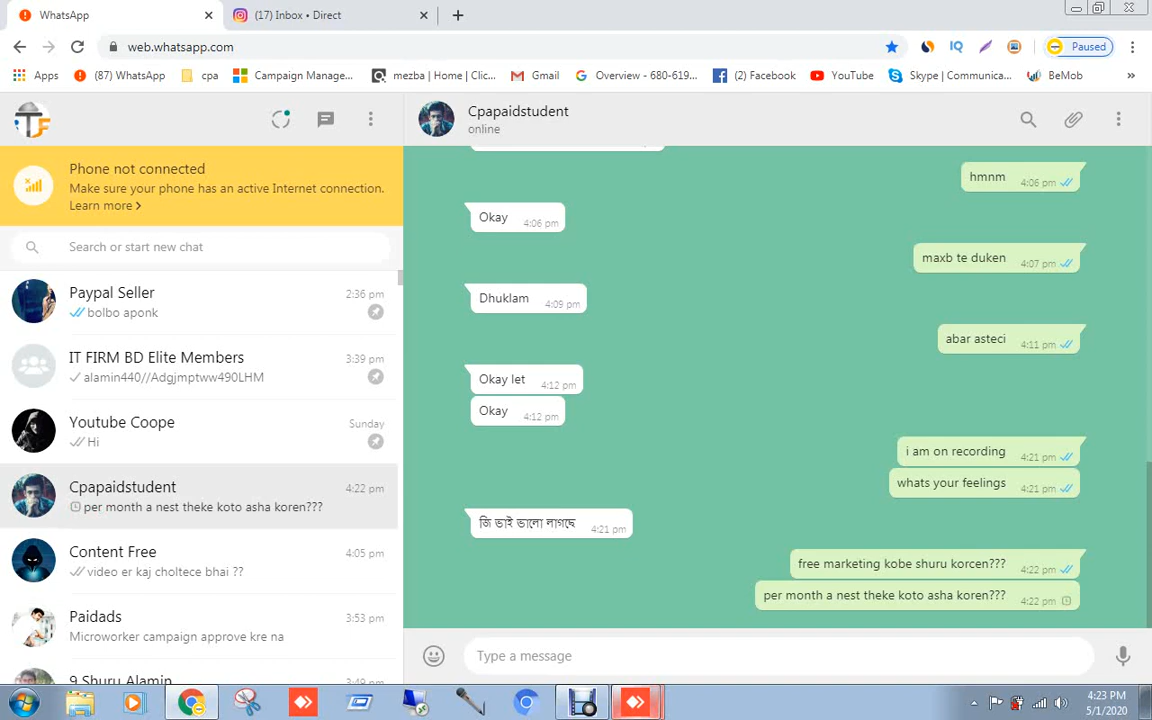 WhatsApp
(17) Inbox • Direct
web.whatsapp.com
IQ
Paused
Apps
(87) WhatsApp
cpa
Campaign Manage...
mezba | Home | Clic...
Gmail
Overview - 680-619...
(2) Facebook
YouTube
Skype | Communica...
BeMob
»
TF
Cpapaidstudent
online
Phone not connected
Make sure your phone has an active Internet connection.
Learn more >
Search or start new chat
Paypal Seller
2:36 pm
bolbo aponk
IT FIRM BD Elite Members
3:39 pm
alamin440//Adgjmptww490LHM
Youtube Coope
Sunday
Hi
Cpapaidstudent
4:22 pm
per month a nest theke koto asha koren???
Content Free
4:05 pm
video er kaj choltece bhai ??
Paidads
3:53 pm
Microworker campaign approve kre na
9 Shuru Alamin
3:49 pm
hmnm 4:06 pm
Okay 4:06 pm
maxb te duken 4:07 pm
Dhuklam 4:09 pm
abar asteci 4:11 pm
Okay let 4:12 pm
Okay 4:12 pm
i am on recording 4:21 pm
whats your feelings 4:21 pm
জি ভাই ভালো লাগছে 4:21 pm
free marketing kobe shuru korcen??? 4:22 pm
per month a nest theke koto asha koren??? 4:22 pm
Type a message
4:23 PM
5/1/2020